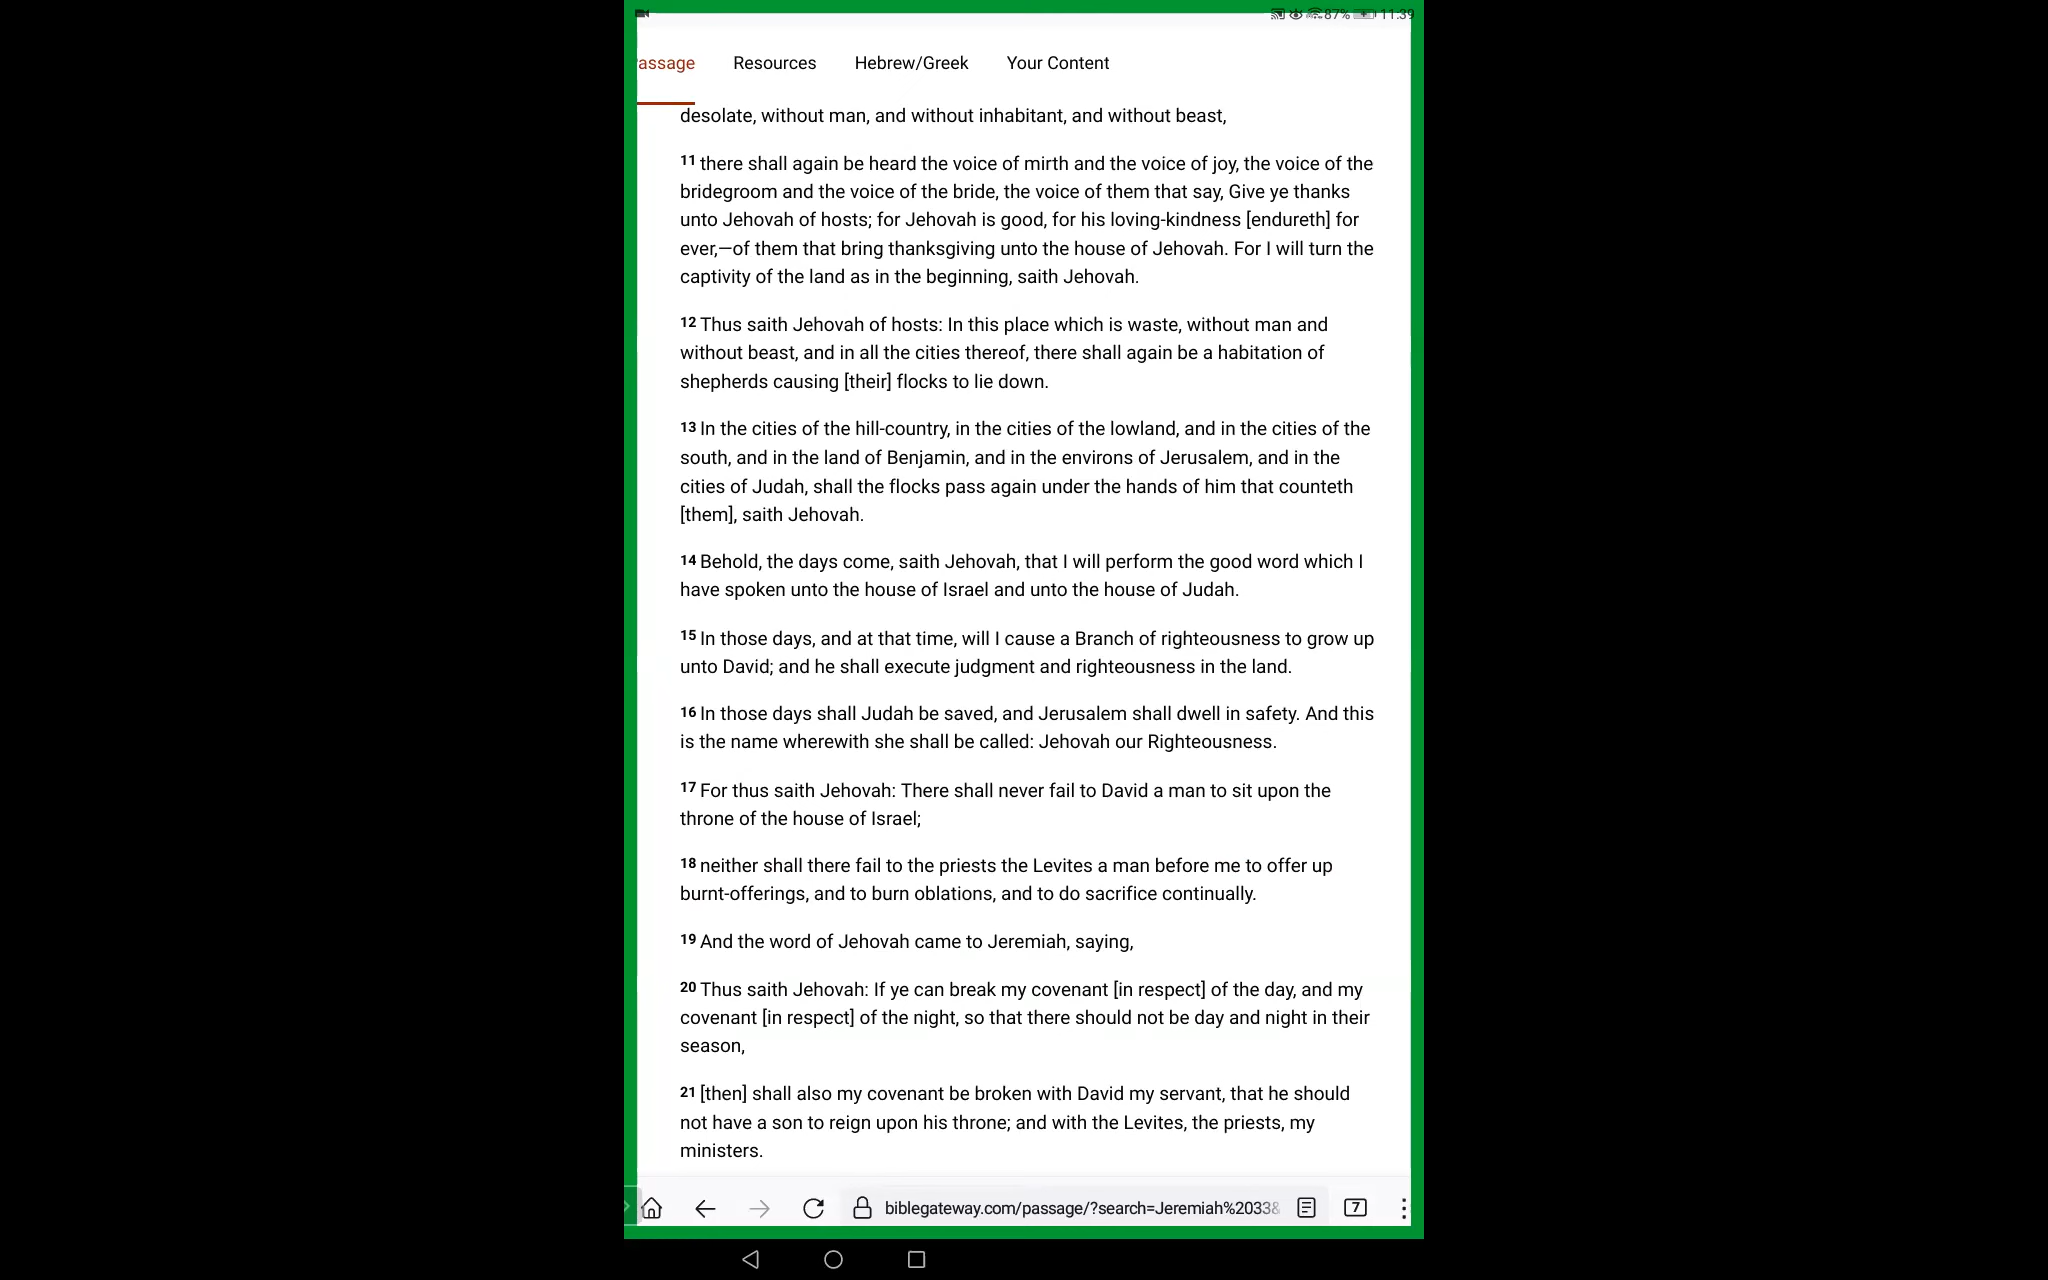 87% 11:39
assage Resources Hebrew/Greek Your Content
desolate, without man, and without inhabitant, and without beast,
11 there shall again be heard the voice of mirth and the voice of joy, the voice of the
bridegroom and the voice of the bride, the voice of them that say, Give ye thanks
unto Jehovah of hosts; for Jehovah is good, for his loving-kindness [endureth] for
ever,—of them that bring thanksgiving unto the house of Jehovah. For I will turn the
captivity of the land as in the beginning, saith Jehovah.
12 Thus saith Jehovah of hosts: In this place which is waste, without man and
without beast, and in all the cities thereof, there shall again be a habitation of
shepherds causing [their] flocks to lie down.
13 In the cities of the hill-country, in the cities of the lowland, and in the cities of the
south, and in the land of Benjamin, and in the environs of Jerusalem, and in the
cities of Judah, shall the flocks pass again under the hands of him that counteth
[them], saith Jehovah.
14 Behold, the days come, saith Jehovah, that I will perform the good word which I
have spoken unto the house of Israel and unto the house of Judah.
15 In those days, and at that time, will I cause a Branch of righteousness to grow up
unto David; and he shall execute judgment and righteousness in the land.
16 In those days shall Judah be saved, and Jerusalem shall dwell in safety. And this
is the name wherewith she shall be called: Jehovah our Righteousness.
17 For thus saith Jehovah: There shall never fail to David a man to sit upon the
throne of the house of Israel;
18 neither shall there fail to the priests the Levites a man before me to offer up
burnt-offerings, and to burn oblations, and to do sacrifice continually.
19 And the word of Jehovah came to Jeremiah, saying,
20 Thus saith Jehovah: If ye can break my covenant [in respect] of the day, and my
covenant [in respect] of the night, so that there should not be day and night in their
season,
21 [then] shall also my covenant be broken with David my servant, that he should
not have a son to reign upon his throne; and with the Levites, the priests, my
ministers.
biblegateway.com/passage/?search=Jeremiah%2033& 7